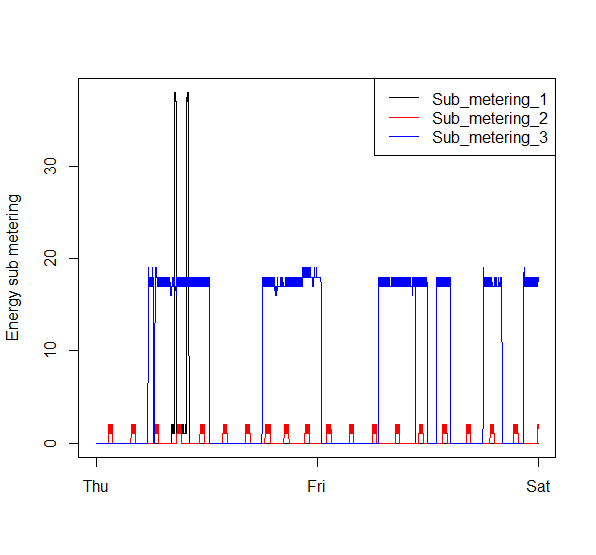 Sub_metering_1
Sub_metering_2
Sub_metering_3
Energy sub metering
30
20
10
0
Thu Fri Sat